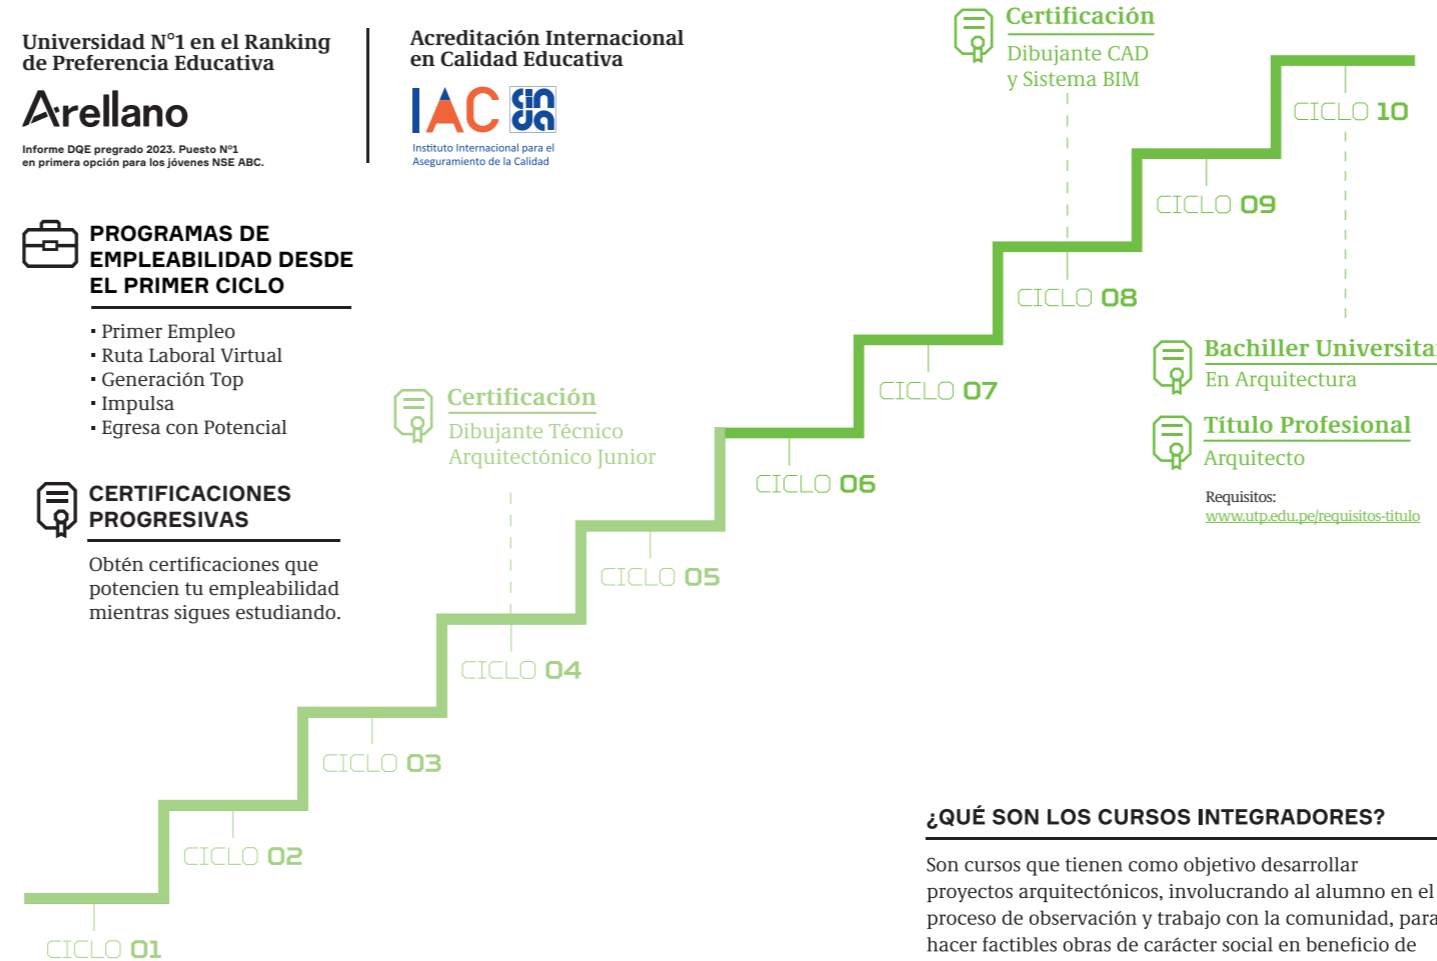 Universidad N°1 en el Ranking
de Preferencia Educativa
Arellano
Informe DQE pregrado 2023. Puesto Nº1
en primera opción para los jóvenes NSE ABC.
Acreditación Internacional
en Calidad Educativa
IAC cinda
Instituto Internacional para el
Aseguramiento de la Calidad
PROGRAMAS DE
EMPLEABILIDAD DESDE
EL PRIMER CICLO
▪ Primer Empleo
▪ Ruta Laboral Virtual
▪ Generación Top
▪ Impulsa
▪ Egresa con Potencial
CERTIFICACIONES
PROGRESIVAS
Obtén certificaciones que
potencien tu empleabilidad
mientras sigues estudiando.
CICLO 01
CICLO 02
CICLO 03
CICLO 04
Certificación
Dibujante Técnico
Arquitectónico Junior
CICLO 05
CICLO 06
CICLO 07
CICLO 08
Certificación
Dibujante CAD
y Sistema BIM
CICLO 09
CICLO 10
Bachiller Universita
En Arquitectura
Título Profesional
Arquitecto
Requisitos:
www.utp.edu.pe/requisitos-titulo
¿QUÉ SON LOS CURSOS INTEGRADORES?
Son cursos que tienen como objetivo desarrollar
proyectos arquitectónicos, involucrando al alumno en el
proceso de observación y trabajo con la comunidad, para
hacer factibles obras de carácter social en beneficio de